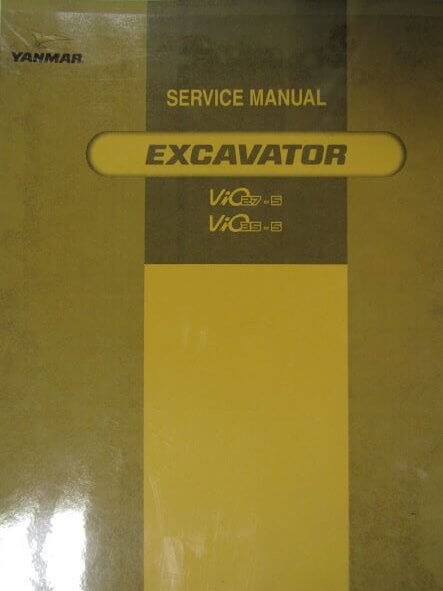 YANMAR
SERVICE MANUAL
EXCAVATOR
ViO27-5
ViO35-5